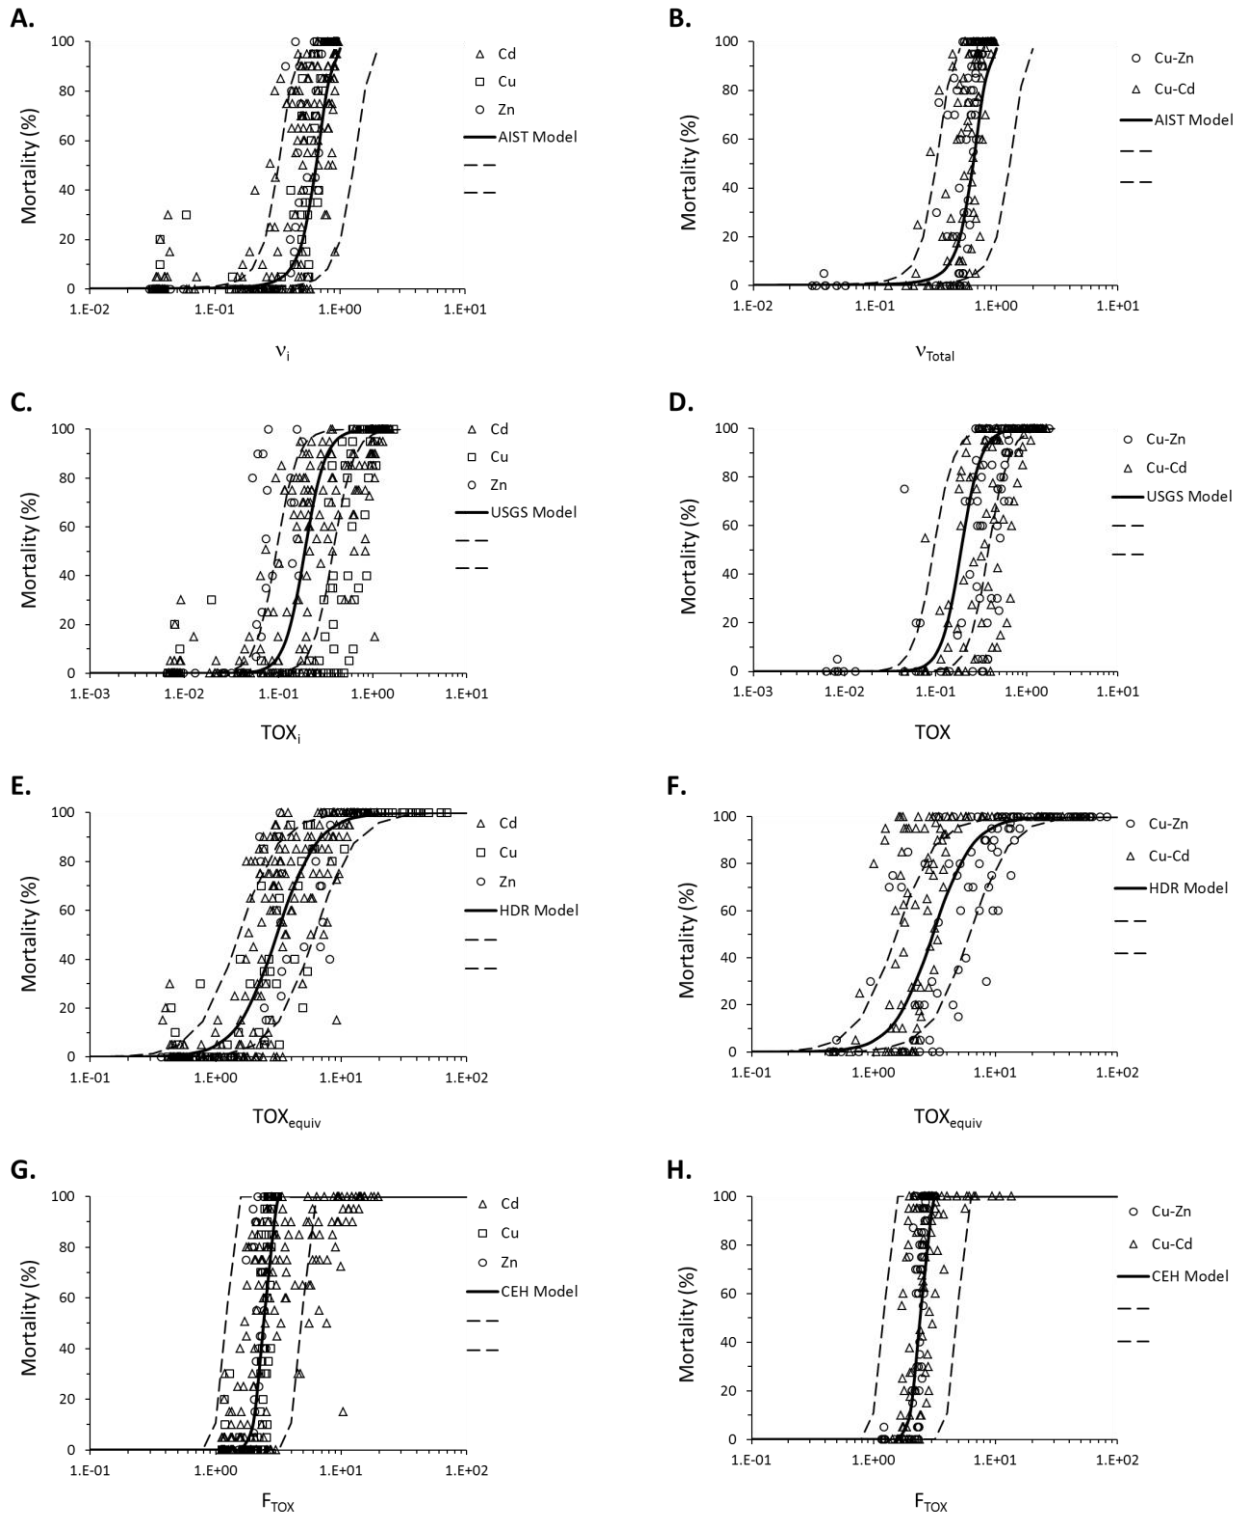 A.
Mortality (%)
100
80
60
40
20
0
1.E-02
1.E-01
1.E+00
1.E+01
νi
Cd
Cu
Zn
AIST Model
B.
Mortality (%)
100
80
60
40
20
0
1.E-02
1.E-01
1.E+00
1.E+01
νTotal
Cu-Zn
Cu-Cd
AIST Model
C.
Mortality (%)
100
80
60
40
20
0
1.E-03
1.E-02
1.E-01
1.E+00
1.E+01
TOXi
Cd
Cu
Zn
USGS Model
D.
Mortality (%)
100
80
60
40
20
0
1.E-03
1.E-02
1.E-01
1.E+00
1.E+01
TOX
Cu-Zn
Cu-Cd
USGS Model
E.
Mortality (%)
100
80
60
40
20
0
1.E-01
1.E+00
1.E+01
1.E+02
TOXequiv
Cd
Cu
Zn
HDR Model
F.
Mortality (%)
100
80
60
40
20
0
1.E-01
1.E+00
1.E+01
1.E+02
TOXequiv
Cu-Zn
Cu-Cd
HDR Model
G.
Mortality (%)
100
80
60
40
20
0
1.E-01
1.E+00
1.E+01
1.E+02
FTOX
Cd
Cu
Zn
CEH Model
H.
Mortality (%)
100
80
60
40
20
0
1.E-01
1.E+00
1.E+01
1.E+02
FTOX
Cu-Zn
Cu-Cd
CEH Model